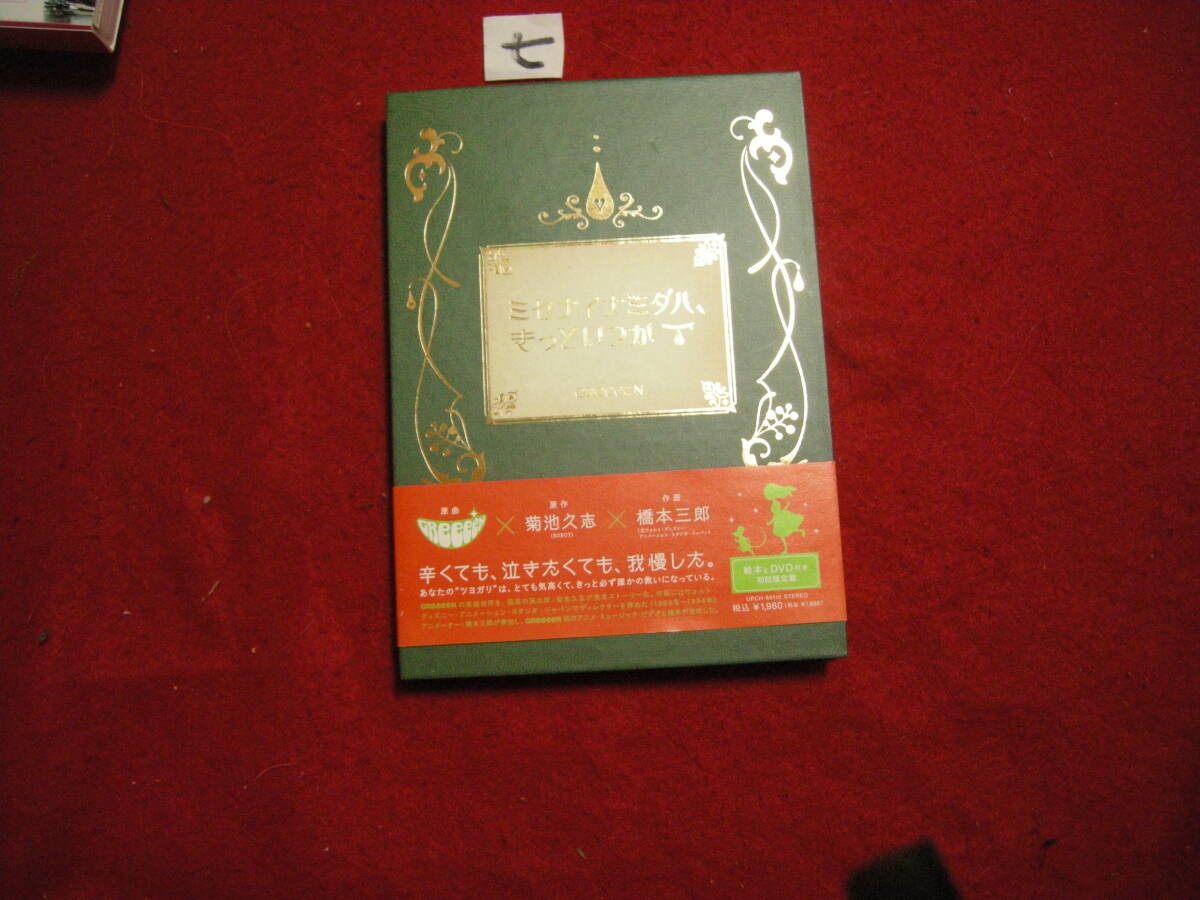 七
ミセナイナミダハ、
きっといつかで
GReeeeN
原曲
GReeeeN
×
原作
菊池久志
(ROBOT)
×
作画
橋本三郎
辛くても、泣きたくても、我慢した。
あなたの“ツヨガリ”は、とても気高くて、きっと必ず誰かの救いになっている。
絵本とDVD付き
初回限定盤
STEREO
税込 ¥1,980